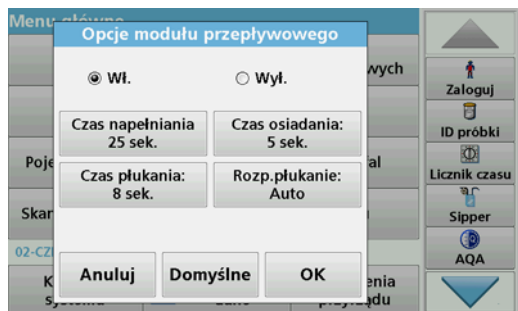 Menu główne
Opcje modułu przepływowego
Wł.
Wył.
wych
Czas napełniania
25 sek.
Czas osiadania:
5 sek.
Poje
al
Czas płukania:
8 sek.
Rozp.płukanie:
Auto
Skar
02-CZ
Anuluj
Domyślne
OK
K
enia
Zaloguj
ID próbki
Licznik czasu
Sipper
AQA